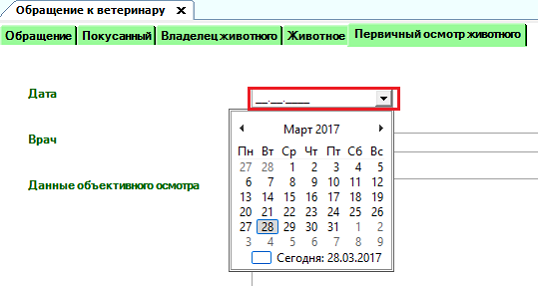 Обращение к ветеринару X
Обращение Покусанный Владелец животного Животное Первичный осмотр животного
Дата __.__.____
Март 2017
Пн Вт Ср Чт Пт Сб Вс
27 28 1 2 3 4 5
6 7 8 9 10 11 12
13 14 15 16 17 18 19
20 21 22 23 24 25 26
27 28 29 30 31 1 2
3 4 5 6 7 8 9
Сегодня: 28.03.2017
Врач
Данные объективного осмотра